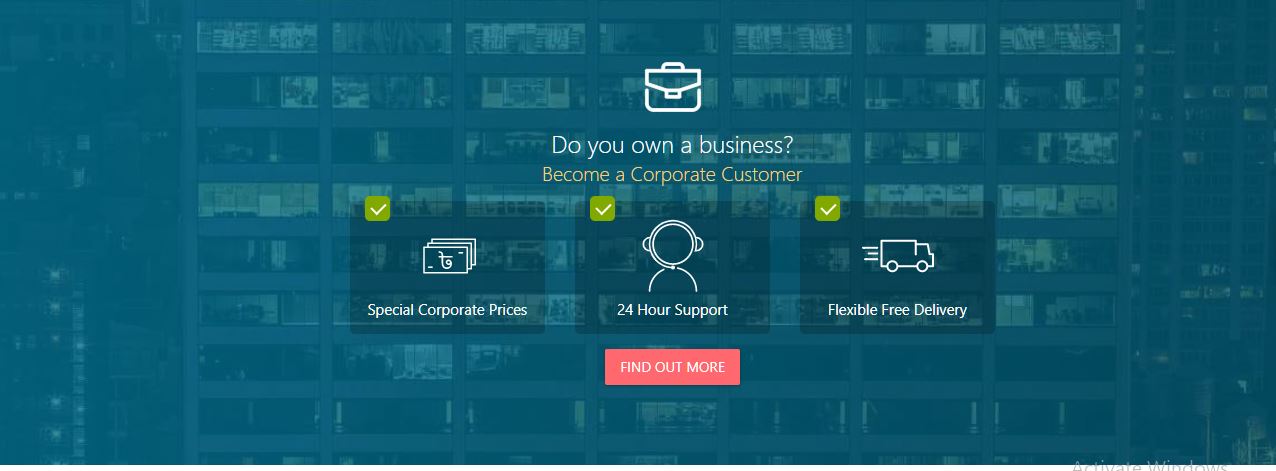 Do you own a business?
Become a Corporate Customer
৳
Special Corporate Prices
24 Hour Support
Flexible Free Delivery
FIND OUT MORE
Activate Windows